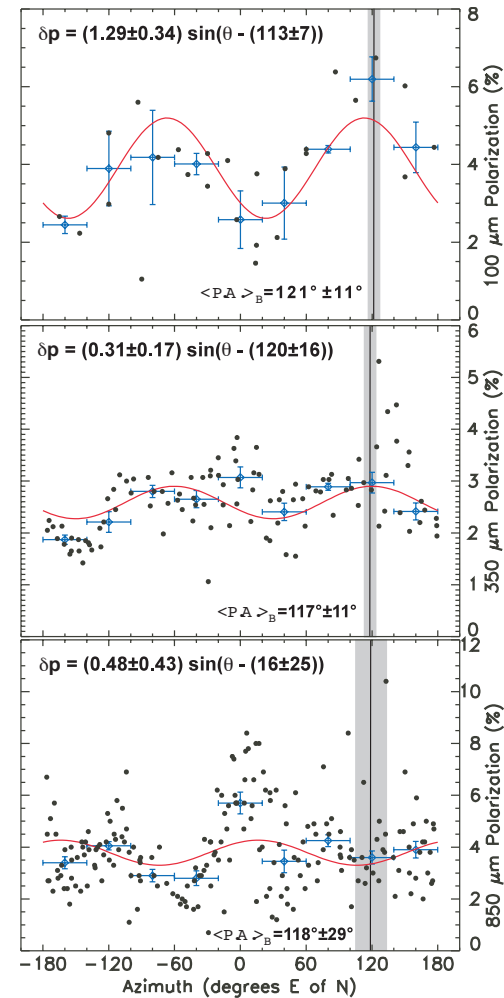 δp = (1.29±0.34) sin(θ - (113±7))
8
6
4
2
0
100 μm Polarization (%)
<P.A.>B=121° ±11°
δp = (0.31±0.17) sin(θ - (120±16))
6
5
4
3
2
1
0
350 μm Polarization (%)
<P.A.>B=117°±11°
δp = (0.48±0.43) sin(θ - (16±25))
12
10
8
6
4
2
0
850 μm Polarization (%)
<P.A.>B=118°±29°
-180 -120 -60 0 60 120 180
Azimuth (degrees E of N)